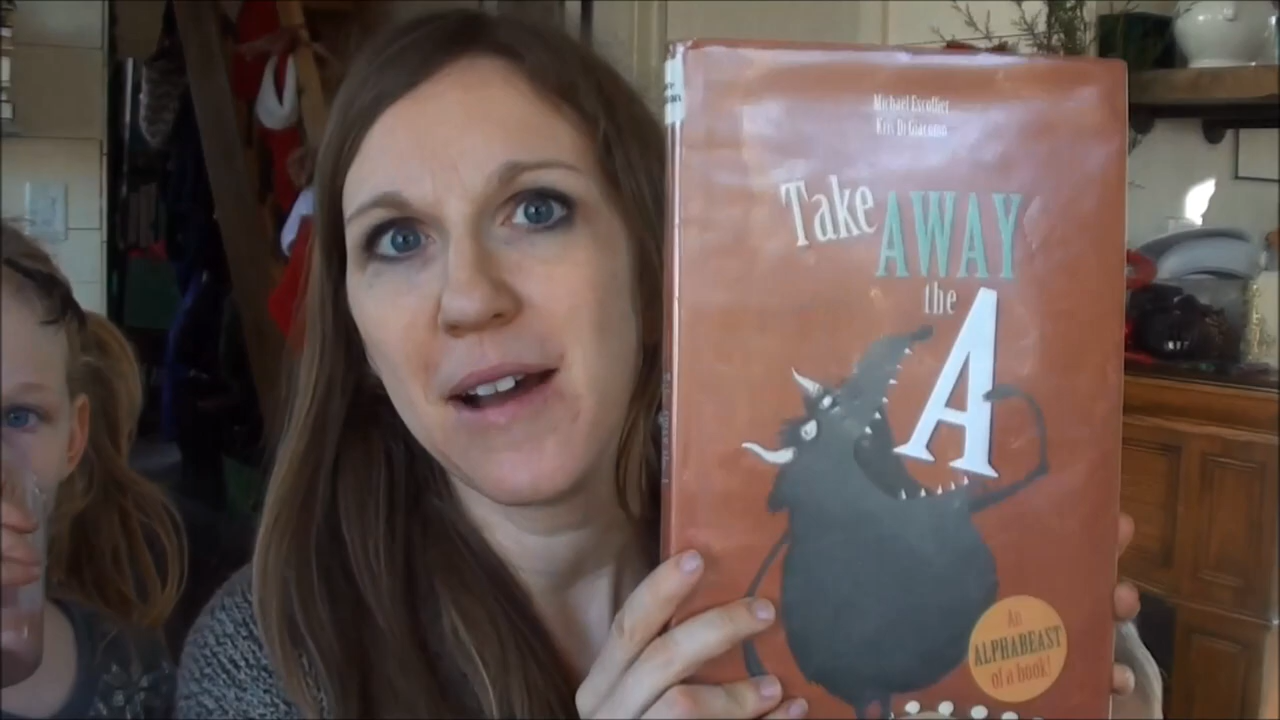 Michael Escoffier
Kris Di Giacomo
Take AWAY
the
A
An
ALPHABEAST
of a book!